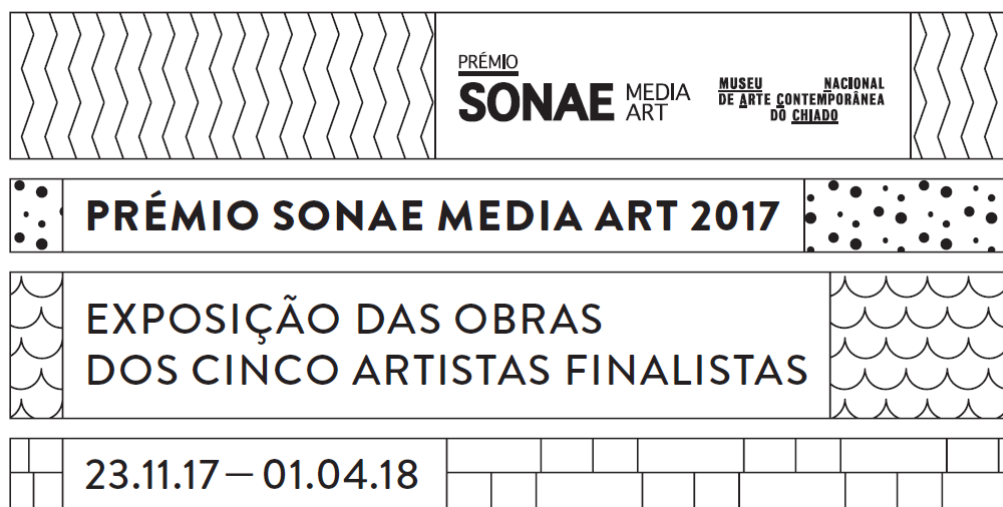 PRÉMIO
SONAE MEDIA
ART
MUSEU NACIONAL
DE ARTE CONTEMPORÂNEA
DO CHIADO
PRÉMIO SONAE MEDIA ART 2017
EXPOSIÇÃO DAS OBRAS
DOS CINCO ARTISTAS FINALISTAS
23.11.17—01.04.18